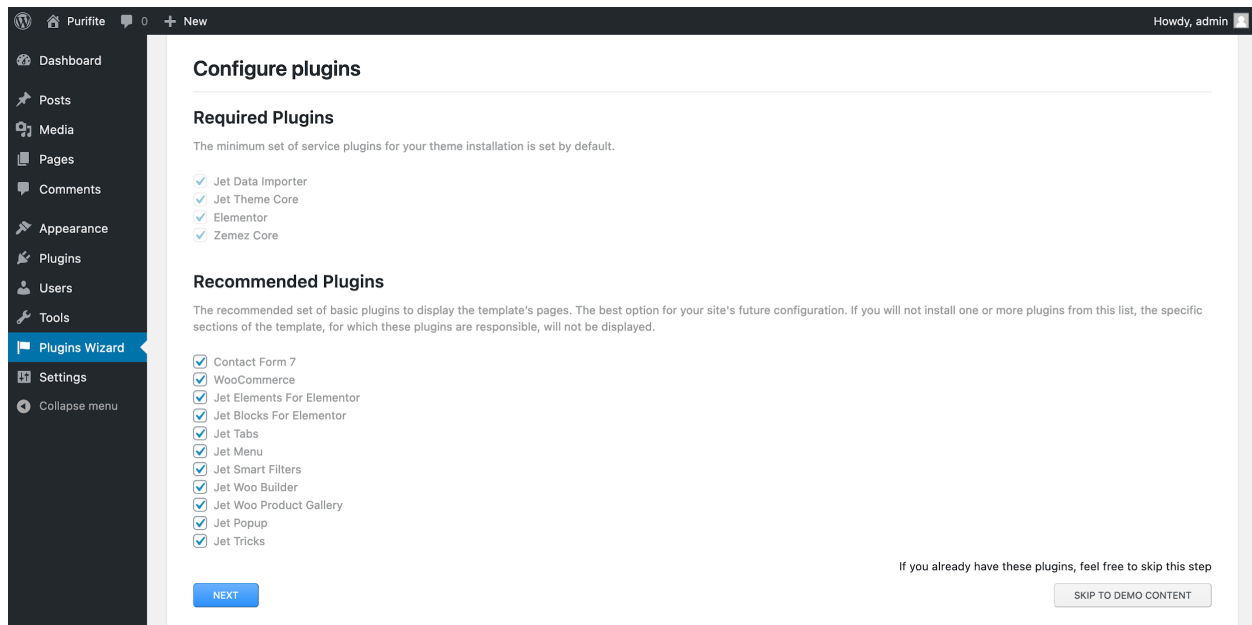 Purifite 0 New Howdy, admin
Dashboard
Posts
Media
Pages
Comments
Appearance
Plugins
Users
Tools
Plugins Wizard
Settings
Collapse menu
Configure plugins
Required Plugins
The minimum set of service plugins for your theme installation is set by default.
Jet Data Importer
Jet Theme Core
Elementor
Zemez Core
Recommended Plugins
The recommended set of basic plugins to display the template's pages. The best option for your site's future configuration. If you will not install one or more plugins from this list, the specific
sections of the template, for which these plugins are responsible, will not be displayed.
Contact Form 7
WooCommerce
Jet Elements For Elementor
Jet Blocks For Elementor
Jet Tabs
Jet Menu
Jet Smart Filters
Jet Woo Builder
Jet Woo Product Gallery
Jet Popup
Jet Tricks
If you already have these plugins, feel free to skip this step
NEXT
SKIP TO DEMO CONTENT